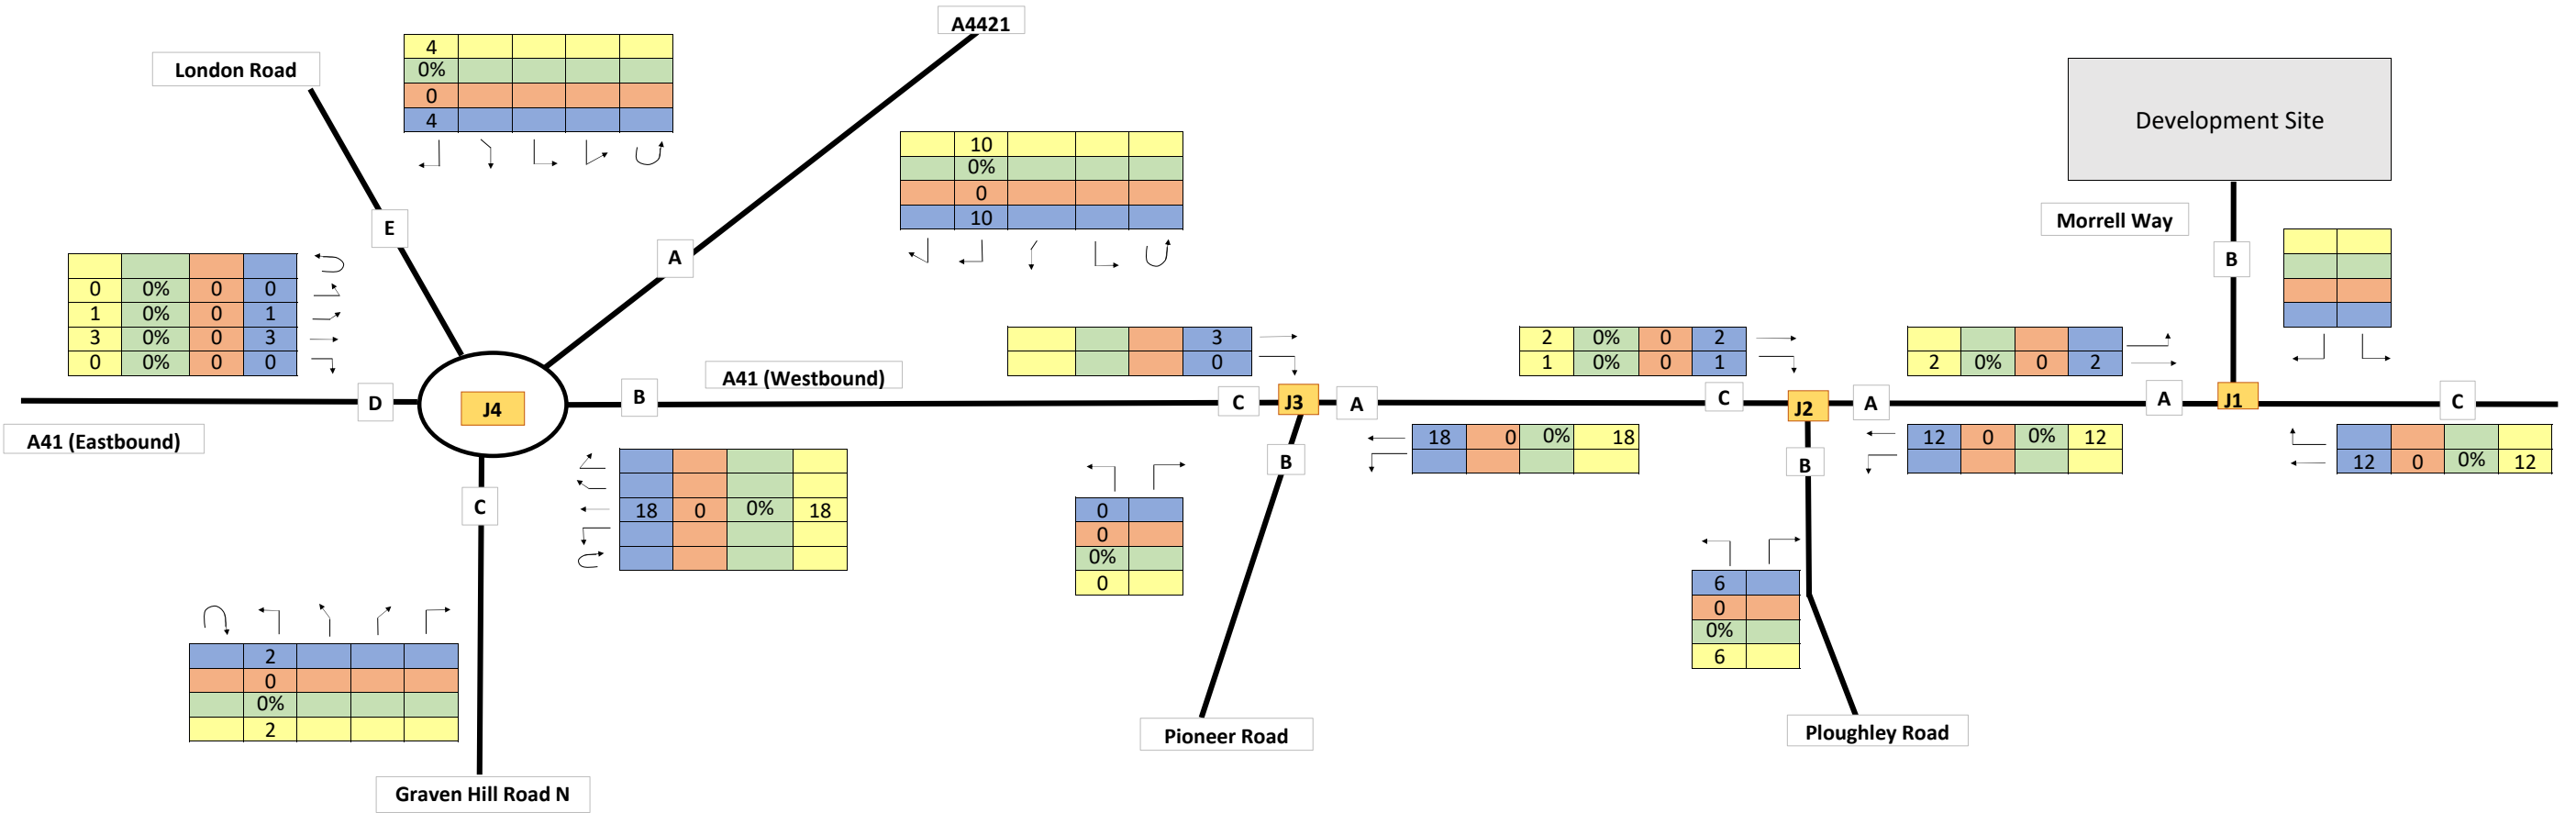 A4421
London Road
4
0%
0
4
Development Site
10
0%
0
10
Morrell Way
E
A
B
0 0% 0 0
1 0% 0 1
3 0% 0 3
0 0% 0 0
3
0
2 0% 0 2
1 0% 0 1
2 0% 0 2
A41 (Westbound)
D
J4
B
C
J3
A
C
J2
A
A
J1
C
A41 (Eastbound)
18 0 0% 18
12 0 0% 12
12 0 0% 12
B
B
C
18 0 0% 18
0
0
0%
0
6
0
0%
6
2
0
0%
2
Pioneer Road
Ploughley Road
Graven Hill Road N